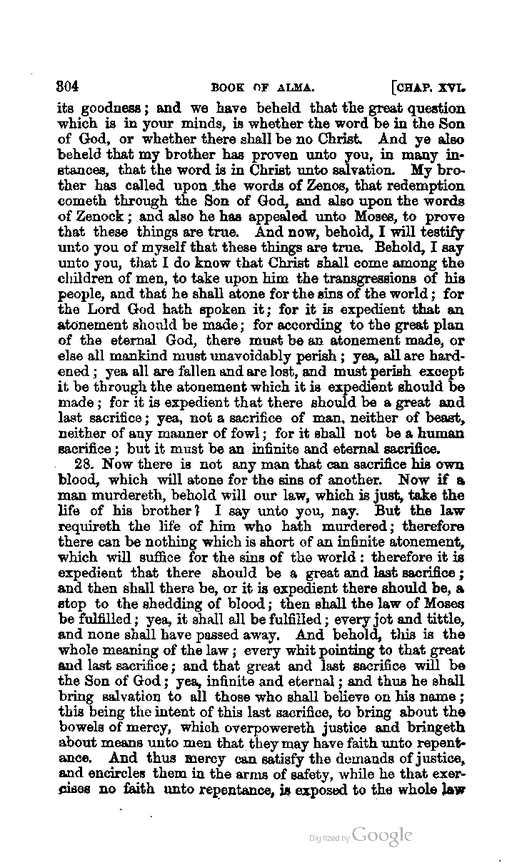 304 BOOK OF ALMA. [CHAP. XVI.
its goodness; and we have beheld that the great question
which is in your minds, is whether the word be in the Son
of God, or whether there shall be no Christ. And ye also
beheld that my brother has proven unto you, in many in-
stances, that the word is in Christ unto salvation. My bro-
ther has called upon the words of Zenos, that redemption
cometh through the Son of God, and also upon the words
of Zenock; and also he has appealed unto Moses, to prove
that these things are true. And now, behold, I will testify
unto you of myself that these things are true. Behold, I say
unto you, that I do know that Christ shall come among the
children of men, to take upon him the transgressions of his
people, and that he shall atone for the sins of the world; for
the Lord God hath spoken it; for it is expedient that an
atonement should be made; for according to the great plan
of the eternal God, there must be an atonement made, or
else all mankind must unavoidably perish; yea, all are hard-
ened; yea all are fallen and are lost, and must perish except
it be through the atonement which it is expedient should be
made; for it is expedient that there should be a great and
last sacrifice; yea, not a sacrifice of man, neither of beast,
neither of any manner of fowl; for it shall not be a human
sacrifice; but it must be an infinite and eternal sacrifice.
28. Now there is not any man that can sacrifice his own
blood, which will atone for the sins of another. Now if a
man murdereth, behold will our law, which is just, take the
life of his brother? I say unto you, nay. But the law
requireth the life of him who hath murdered; therefore
there can be nothing which is short of an infinite atonement,
which will suffice for the sins of the world: therefore it is
expedient that there should be a great and last sacrifice;
and then shall there be, or it is expedient there should be, a
stop to the shedding of blood; then shall the law of Moses
be fulfilled; yea, it shall all be fulfilled; every jot and tittle,
and none shall have passed away. And behold, this is the
whole meaning of the law; every whit pointing to that great
and last sacrifice; and that great and last sacrifice will be
the Son of God; yea, infinite and eternal; and thus he shall
bring salvation to all those who shall believe on his name;
this being the intent of this last sacrifice, to bring about the
bowels of mercy, which overpowereth justice and bringeth
about means unto men that they may have faith unto repent-
ance. And thus mercy can satisfy the demands of justice,
and encircles them in the arms of safety, while he that exer-
cises no faith unto repentance, is exposed to the whole law
Digitized by Google